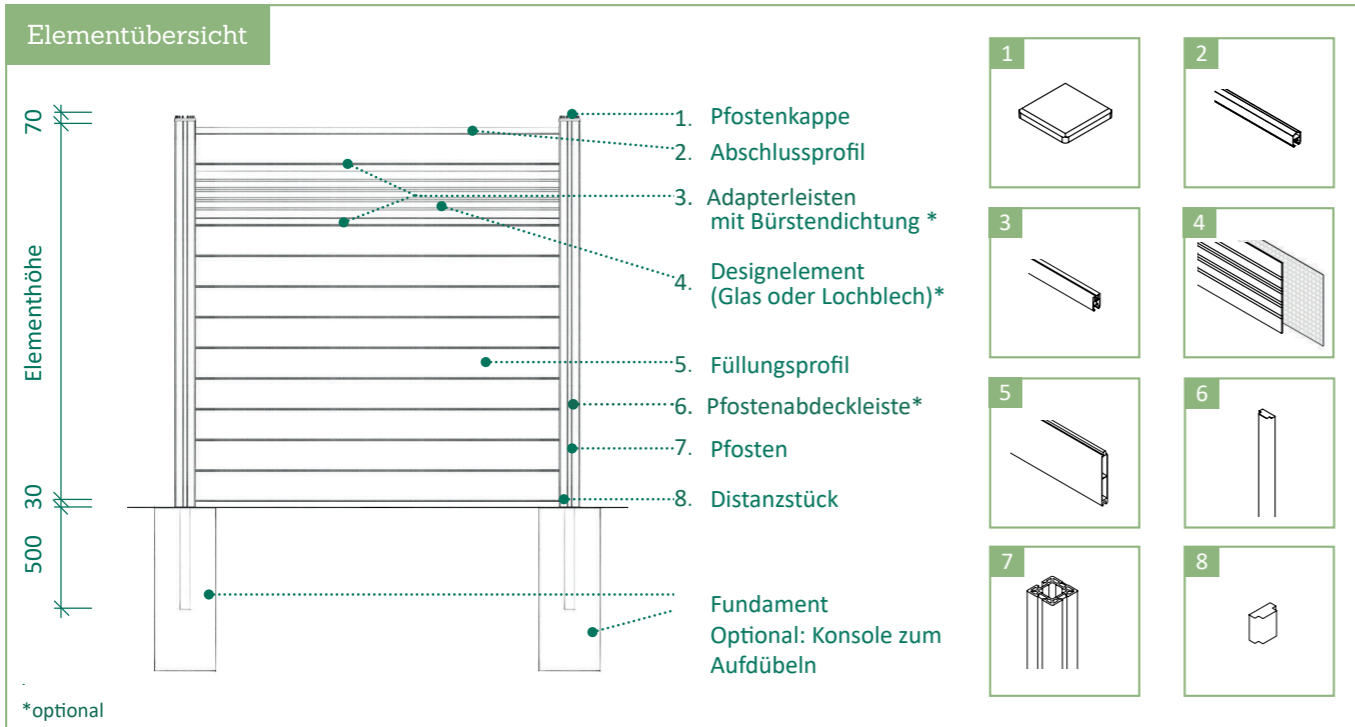 Elementübersicht
70
Elementhöhe
30
500
1. Pfostenkappe
2. Abschlussprofil
3. Adapterleisten
mit Bürstendichtung *
4. Designelement
(Glas oder Lochblech)*
5. Füllungsprofil
6. Pfostenabdeckleiste*
7. Pfosten
8. Distanzstück
Fundament
Optional: Konsole zum
Aufdübeln
*optional
1
2
3
4
5
6
7
8